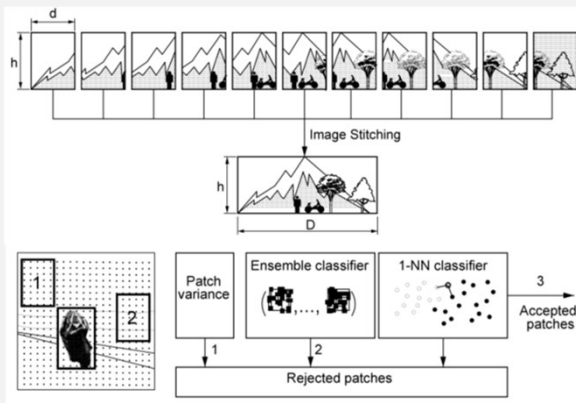 d
h
Image Stitching
h
D
1
2
Patch
variance
Ensemble classifier
( ,..., )
1-NN classifier
3
Accepted
patches
1
2
Rejected patches